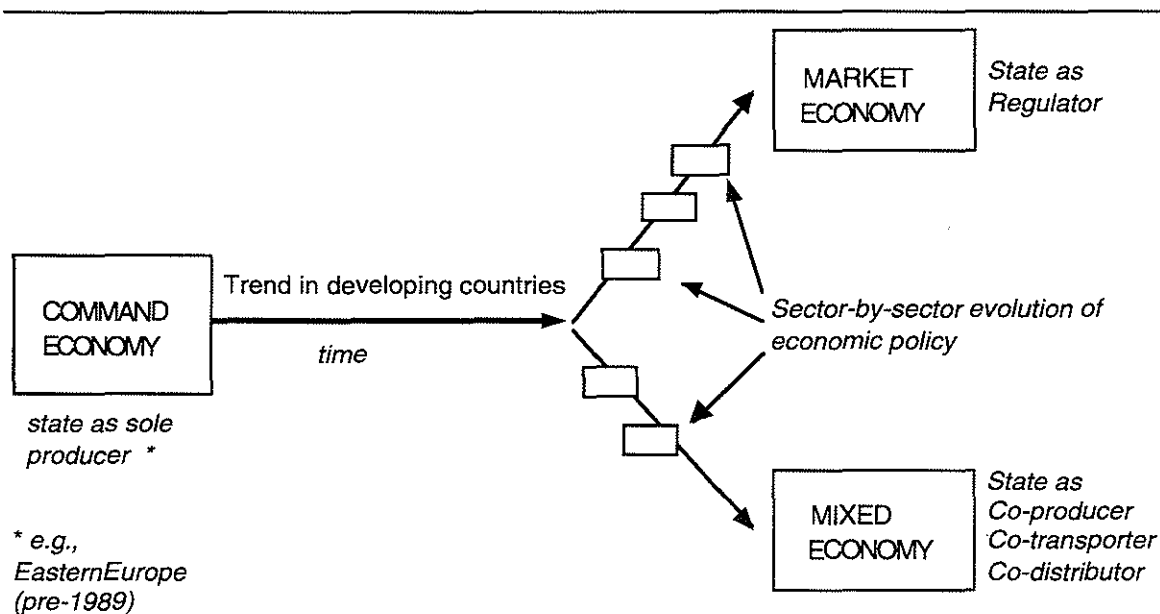 MARKET
ECONOMY
State as
Regulator
Trend in developing countries
COMMAND
ECONOMY
time
Sector-by-sector evolution of
economic policy
state as sole
producer *
* e.g.,
EasternEurope
(pre-1989)
MIXED
ECONOMY
State as
Co-producer
Co-transporter
Co-distributor